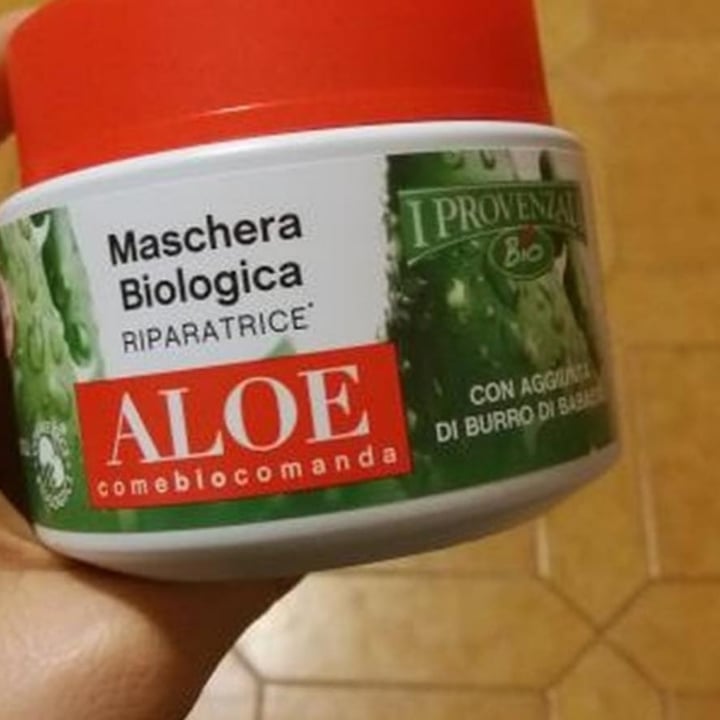 Maschera
Biologica
RIPARATRICE*
ALOE
comebiocomanda
I PROVENZALI
BIO
CON AGGIUNTA
DI BURRO DI